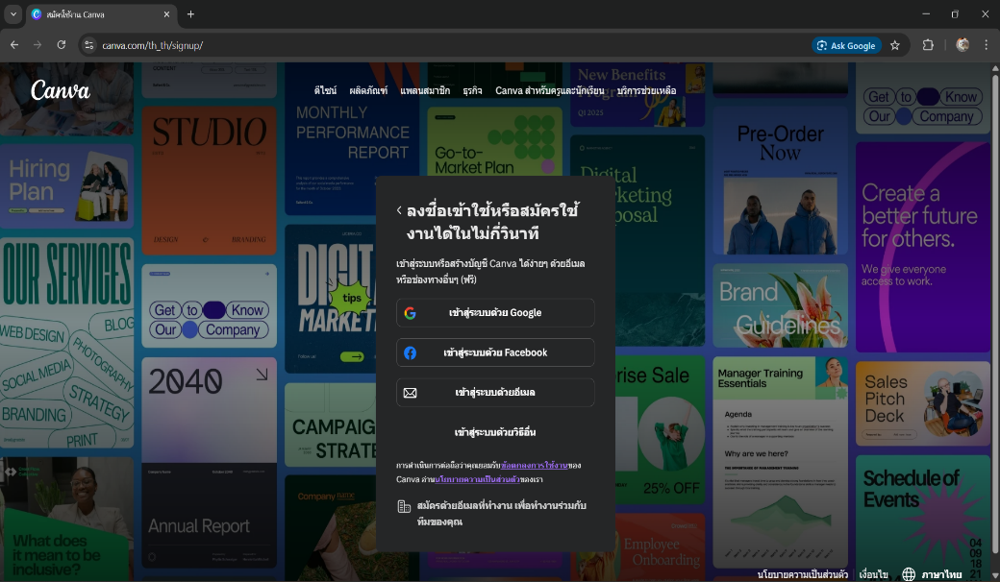 สมัครใช้งาน Canva
canva.com/th_th/signup/
Ask Google
Canva
ดีไซน์ ผลิตภัณฑ์ แพลนสมาชิก ธุรกิจ Canva สำหรับครูและนักเรียน บริการช่วยเหลือ
CONTENT
STUDIO
DESIGN & BRANDING
Hiring
Plan
OUR SERVICES
WEB DESIGN
BLOG
PHOTOGRAPHY
SOCIAL MEDIA
STRATEGY
BRANDING
PRINT
What does
it mean to be
inclusive?
Get to Know
Our Company
2040
Annual Report
MONTHLY
PERFORMANCE
REPORT
DIGIT
MARKET
tips
CAMPAIG
STRATE
Company
Go-to-
Market Plan
New Benefits
Program
Q1 2025
Digital
keting
posal
rise Sale
25% OFF
Employee
Onboarding
Pre-Order
Now
Brand
Guidelines
Manager Training
Essentials
Agenda
Why are we here?
THE IMPORTANCE OF MANAGEMENT TRAINING
Get to Know
Our Company
Create a
better future
for others.
We give everyone
access to work.
Sales
Pitch
Deck
Schedule of
Events
04
09
18
21
ลงชื่อเข้าใช้หรือสมัครใช้
งานได้ในไม่กี่วินาที
เข้าสู่ระบบหรือสร้างบัญชี Canva ได้ง่ายๆ ด้วยอีเมล
หรือช่องทางอื่นๆ (ฟรี)
เข้าสู่ระบบด้วย Google
เข้าสู่ระบบด้วย Facebook
เข้าสู่ระบบด้วยอีเมล
เข้าสู่ระบบด้วยวิธีอื่น
การดำเนินการต่อถือว่าคุณยอมรับข้อตกลงการใช้งานของ
Canva อ่านนโยบายความเป็นส่วนตัวของเรา
สมัครด้วยอีเมลที่ทำงาน เพื่อทำงานร่วมกับ
ทีมของคุณ
นโยบายความเป็นส่วนตัว เงื่อนไข ภาษาไทย